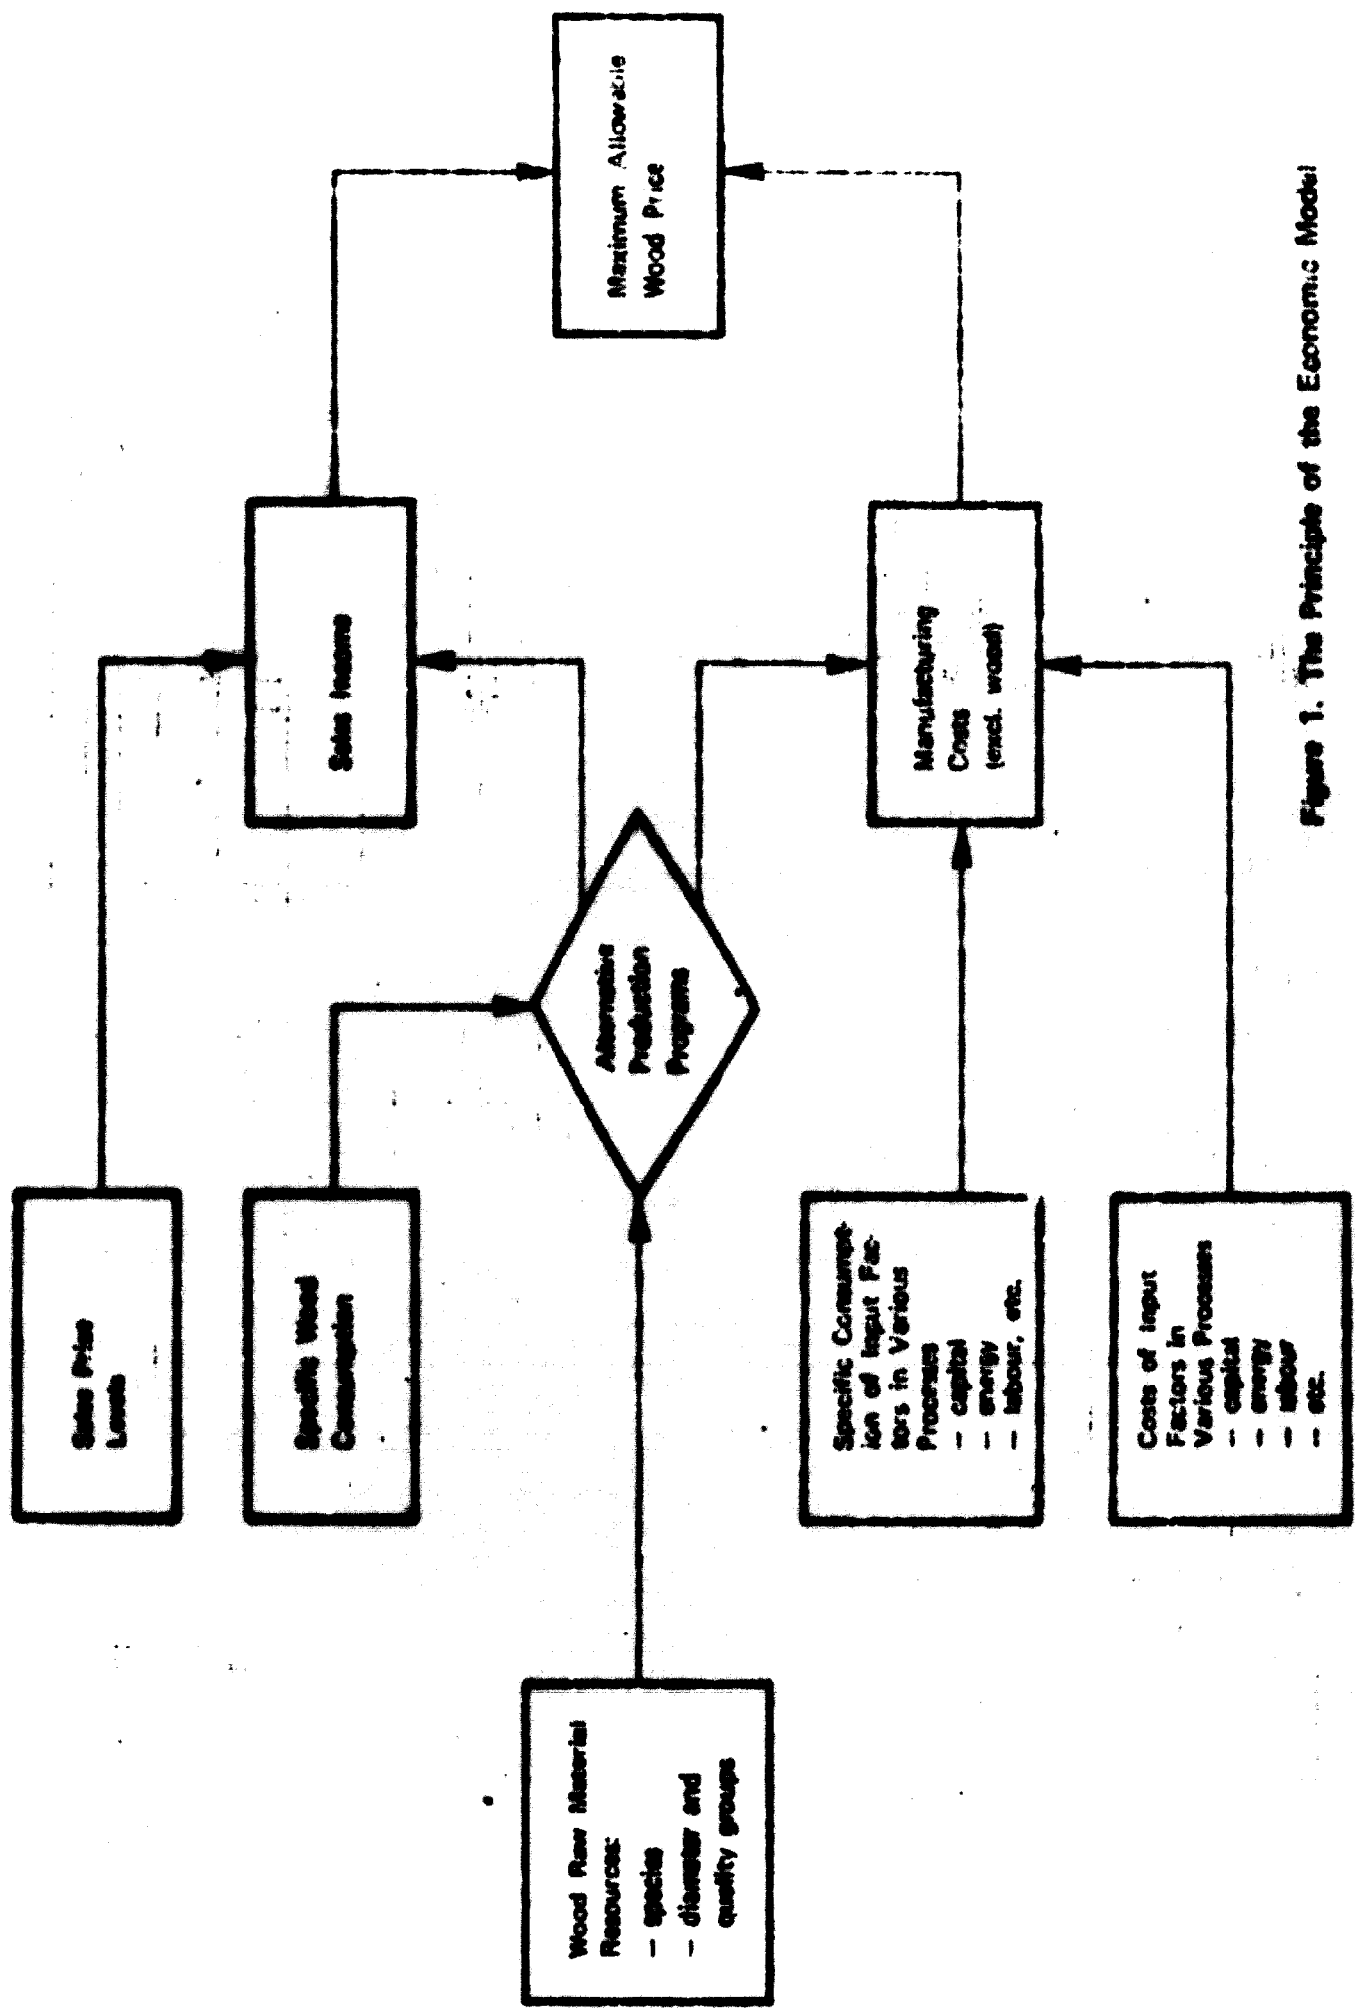 Wood Raw Material
Resources:
– species
– diameter and
quality groups
Sales Price
Levels
Specific Wood
Consumption
Specific Consumpt-
ion of Input Fac-
tors in Various
Processes
– capital
– energy
– labour, etc.
Costs of Input
Factors in
Various Processes
– capital
– energy
– labour
– etc.
Alternative
Production
Programs
Sales Income
Manufacturing
Costs
(excl. wood)
Maximum Allowable
Wood Price
Figure 1. The Principle of the Economic Model